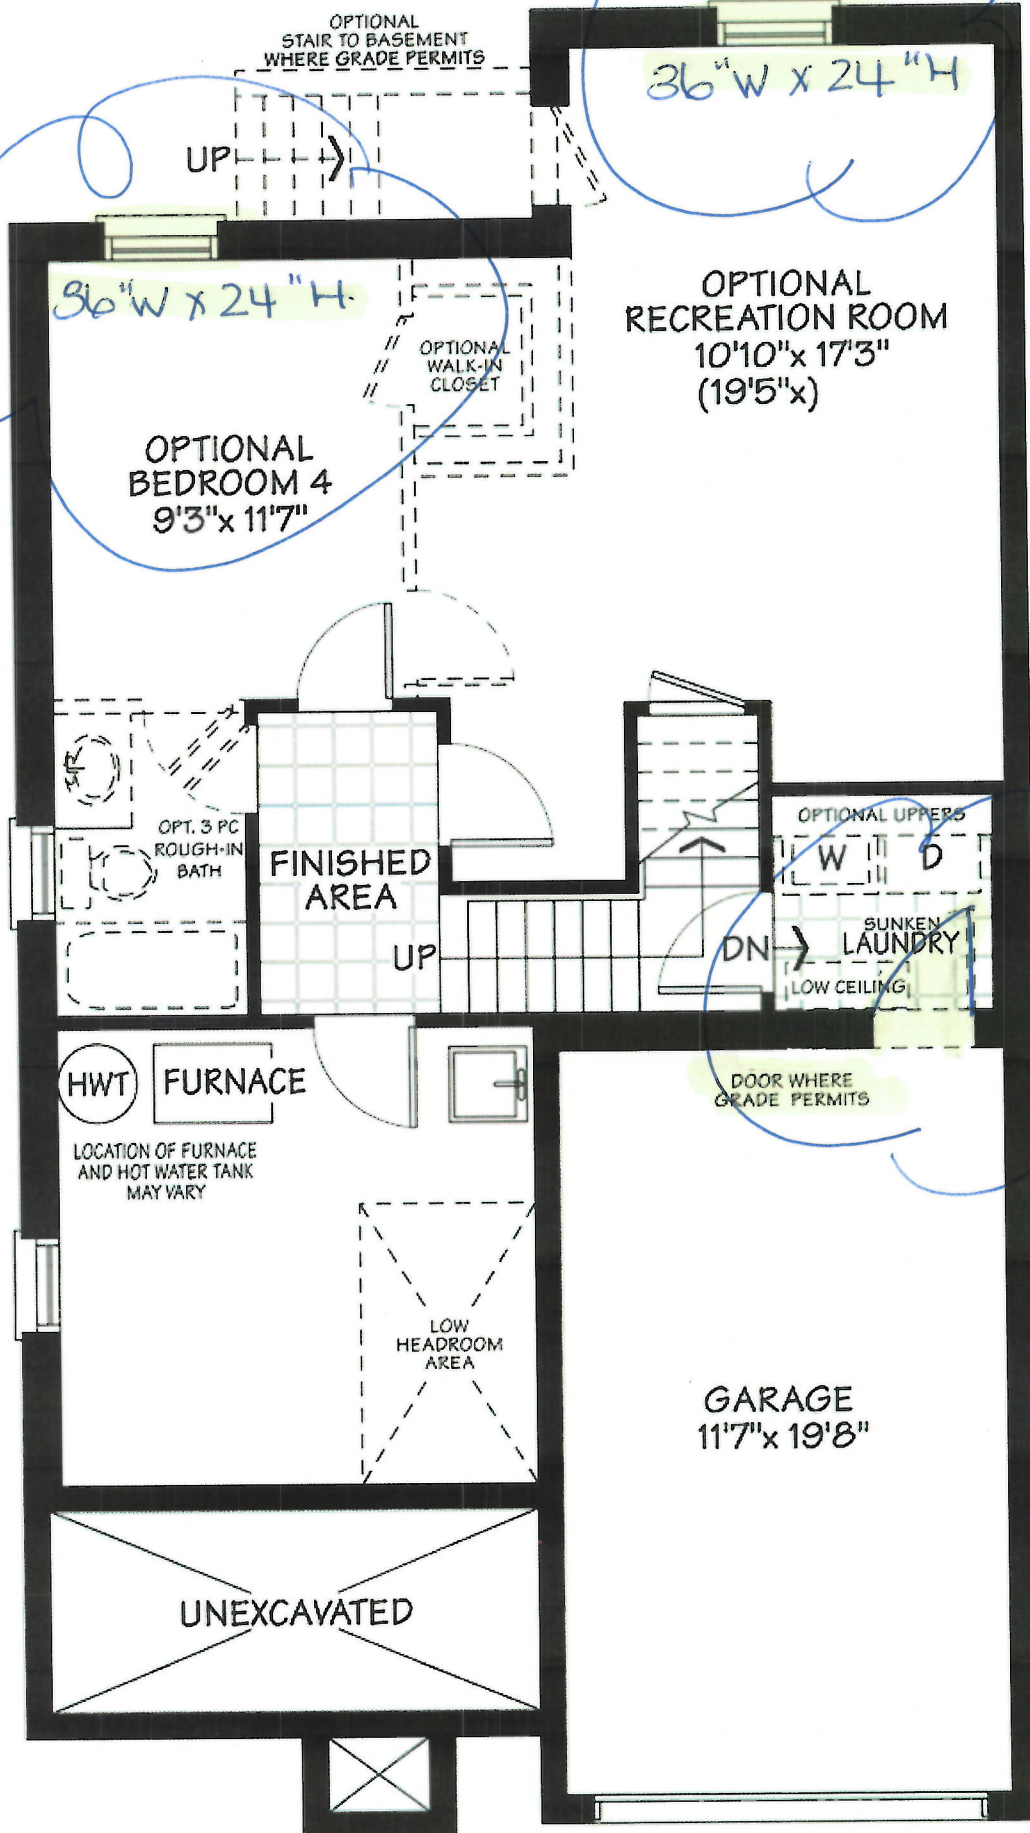 OPTIONAL
STAIR TO BASEMENT
WHERE GRADE PERMITS
36"W x 24"H
UP
36"W x 24"H.
OPTIONAL
RECREATION ROOM
10'10"x 17'3"
(19'5"x)
OPTIONAL
WALK-IN
CLOSET
OPTIONAL
BEDROOM 4
9'3"x 11'7"
OPT. 3 PC
ROUGH-IN
BATH
OPTIONAL UPPERS
W
D
FINISHED
AREA
UP
DN
SUNKEN
LAUNDRY
LOW CEILING
HWT
FURNACE
DOOR WHERE
GRADE PERMITS
LOCATION OF FURNACE
AND HOT WATER TANK
MAY VARY
LOW
HEADROOM
AREA
GARAGE
11'7"x 19'8"
UNEXCAVATED